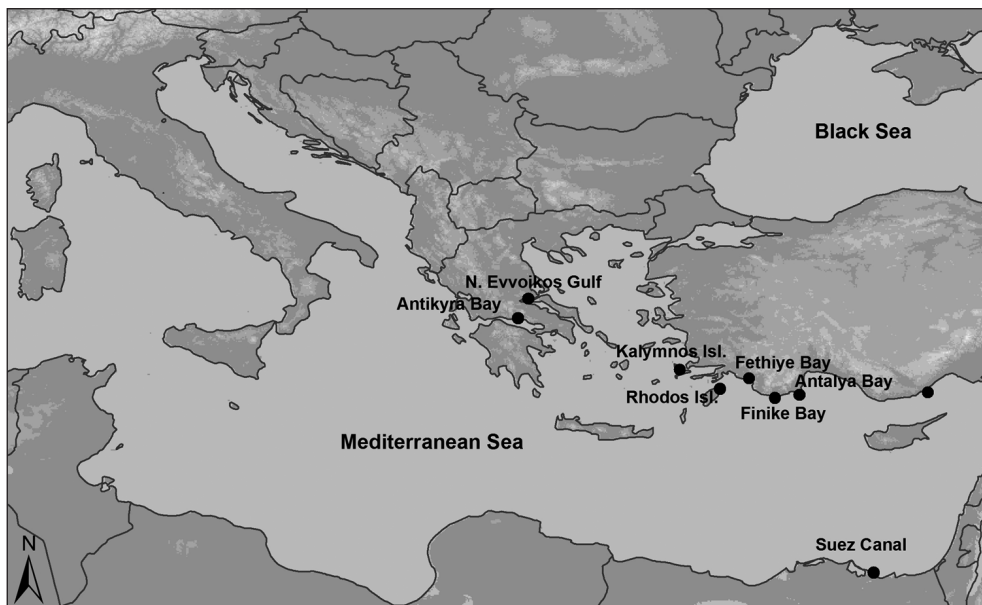 Black Sea
N. Evvoikos Gulf
Antikyra Bay
Kalymnos Isl.
Fethiye Bay
Rhodos Isl.
Antalya Bay
Finike Bay
Mediterranean Sea
Suez Canal
N